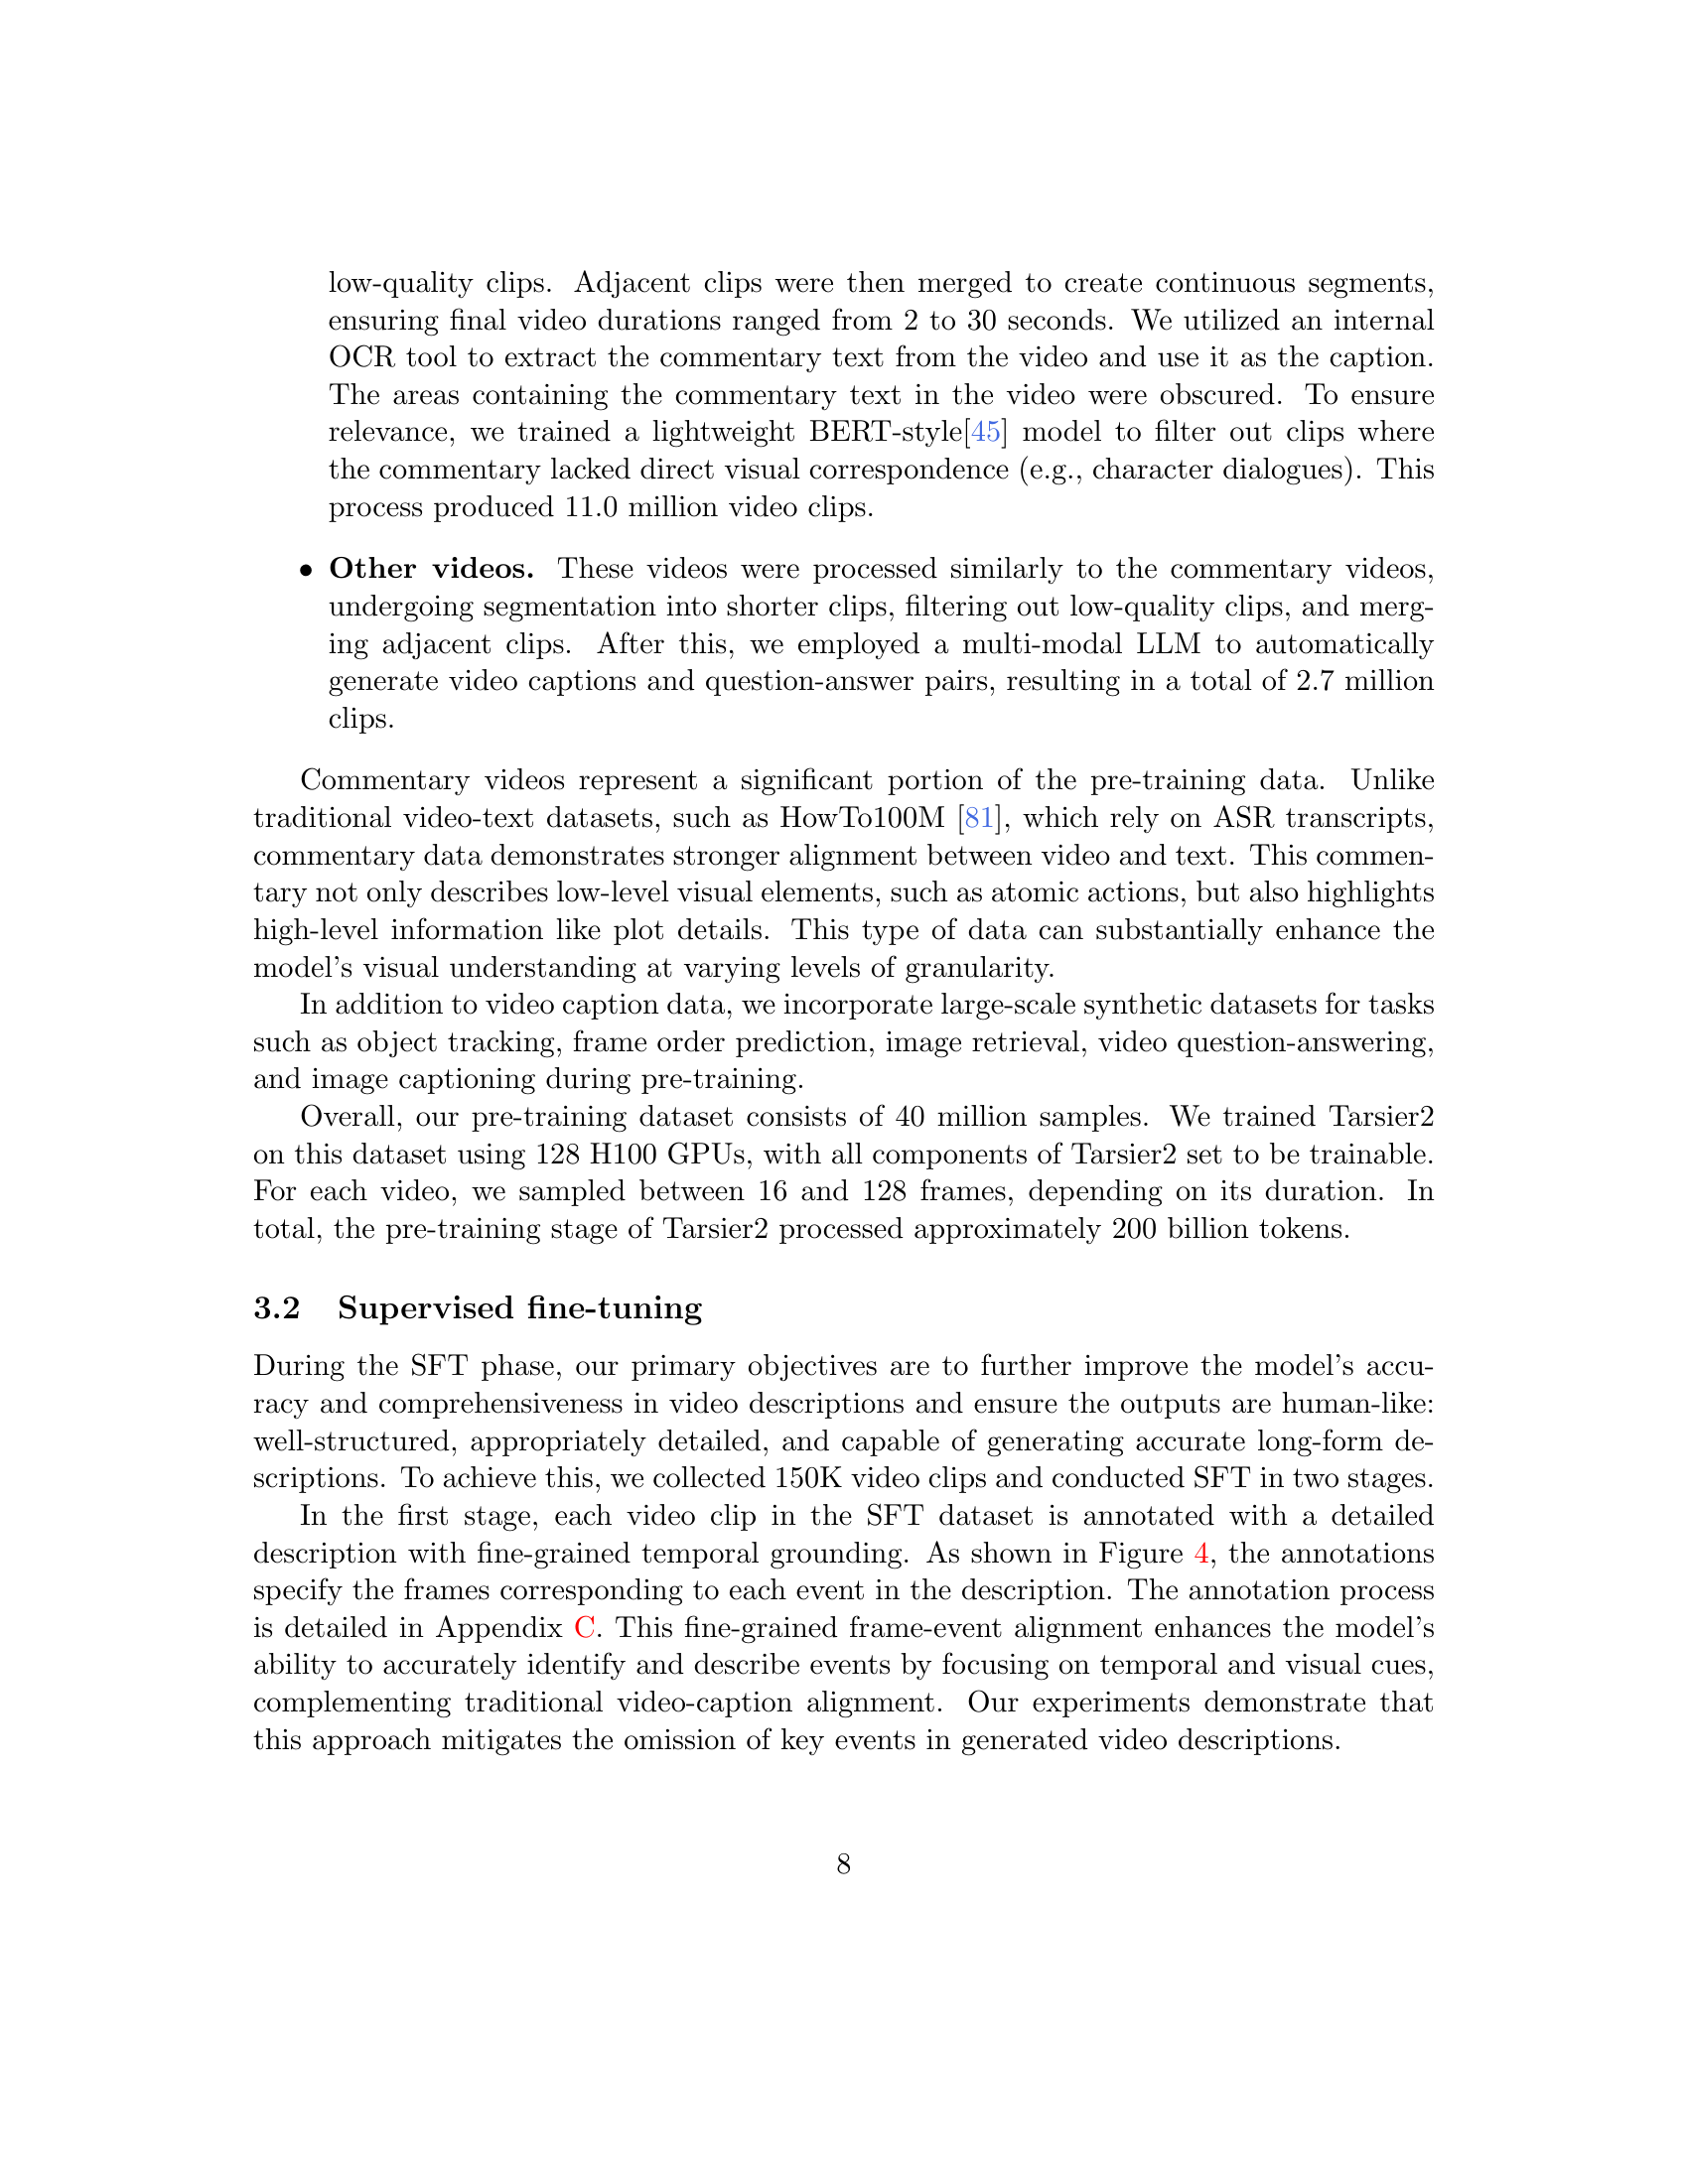 low-quality clips. Adjacent clips were then merged to create continuous segments,
ensuring final video durations ranged from 2 to 30 seconds. We utilized an internal
OCR tool to extract the commentary text from the video and use it as the caption.
The areas containing the commentary text in the video were obscured. To ensure
relevance, we trained a lightweight BERT-style[45] model to filter out clips where
the commentary lacked direct visual correspondence (e.g., character dialogues). This
process produced 11.0 million video clips.
• Other videos. These videos were processed similarly to the commentary videos,
undergoing segmentation into shorter clips, filtering out low-quality clips, and merg-
ing adjacent clips. After this, we employed a multi-modal LLM to automatically
generate video captions and question-answer pairs, resulting in a total of 2.7 million
clips.
Commentary videos represent a significant portion of the pre-training data. Unlike
traditional video-text datasets, such as HowTo100M [81], which rely on ASR transcripts,
commentary data demonstrates stronger alignment between video and text. This commen-
tary not only describes low-level visual elements, such as atomic actions, but also highlights
high-level information like plot details. This type of data can substantially enhance the
model's visual understanding at varying levels of granularity.
In addition to video caption data, we incorporate large-scale synthetic datasets for tasks
such as object tracking, frame order prediction, image retrieval, video question-answering,
and image captioning during pre-training.
Overall, our pre-training dataset consists of 40 million samples. We trained Tarsier2
on this dataset using 128 H100 GPUs, with all components of Tarsier2 set to be trainable.
For each video, we sampled between 16 and 128 frames, depending on its duration. In
total, the pre-training stage of Tarsier2 processed approximately 200 billion tokens.
3.2 Supervised fine-tuning
During the SFT phase, our primary objectives are to further improve the model's accu-
racy and comprehensiveness in video descriptions and ensure the outputs are human-like:
well-structured, appropriately detailed, and capable of generating accurate long-form de-
scriptions. To achieve this, we collected 150K video clips and conducted SFT in two stages.
In the first stage, each video clip in the SFT dataset is annotated with a detailed
description with fine-grained temporal grounding. As shown in Figure 4, the annotations
specify the frames corresponding to each event in the description. The annotation process
is detailed in Appendix C. This fine-grained frame-event alignment enhances the model's
ability to accurately identify and describe events by focusing on temporal and visual cues,
complementing traditional video-caption alignment. Our experiments demonstrate that
this approach mitigates the omission of key events in generated video descriptions.
8